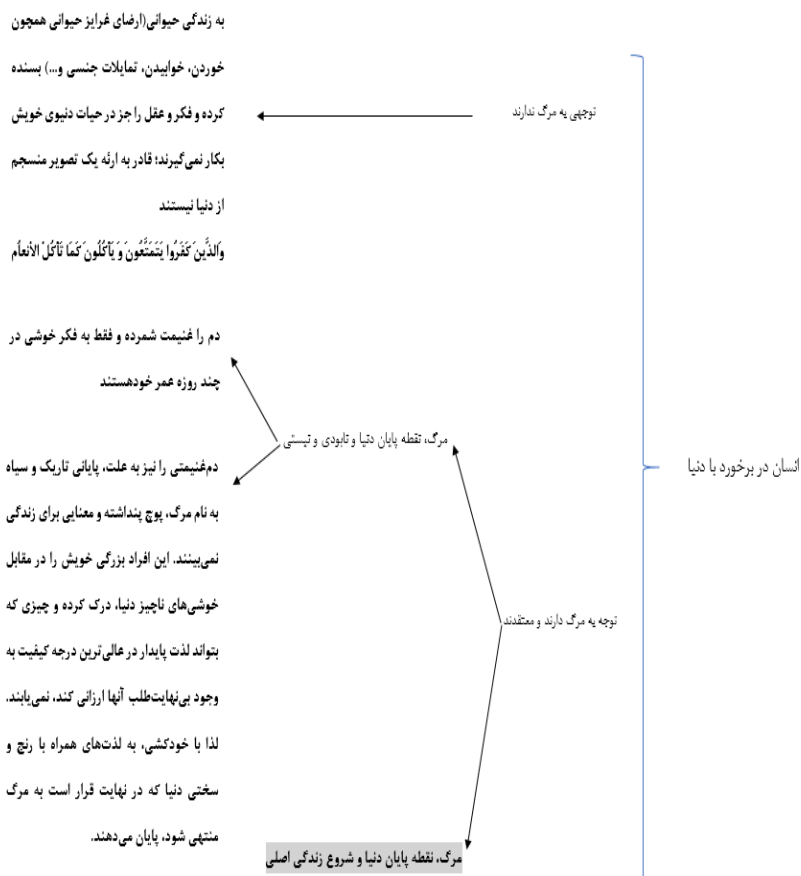 انسان در برخورد با دنیا
توجهی به مرگ ندارند
به زندگی حیوانی(ارضای غرایز حیوانی همچون
خوردن، خوابیدن، تمایلات جنسی و...) بسنده
کرده و فکر و عقل را جز در حیات دنیوی خویش
بکار نمی‌گیرند؛ قادر به ارئه یک تصویر منسجم
از دنیا نیستند
وَالذَّینَ کَفَرُوا یَتَمَتَّعُونَ وَ یَأکُلُونَ کَمَا تَأکُلُ الأنعاُم
توجه به مرگ دارند و معتقدند
مرگ، نقطه پایان دنیا و نابودی و نیستی
دم را غنیمت شمرده و فقط به فکر خوشی در
چند روزه عمر خودهستند
دم‌غنیمتی را نیز به علت، پایانی تاریک و سیاه
به نام مرگ، پوچ پنداشته و معنایی برای زندگی
نمی‌بینند. این افراد بزرگی خویش را در مقابل
خوشی‌های ناچیز دنیا، درک کرده و چیزی که
بتواند لذت پایدار در عالی‌ترین درجه کیفیت به
وجود بی‌نهایت‌طلب آنها ارزانی کند، نمی‌یابند.
لذا با خودکشی، به لذت‌های همراه با رنج و
سختی دنیا که در نهایت قرار است به مرگ
منتهی شود، پایان می‌دهند.
مرگ، نقطه پایان دنیا و شروع زندگی اصلی